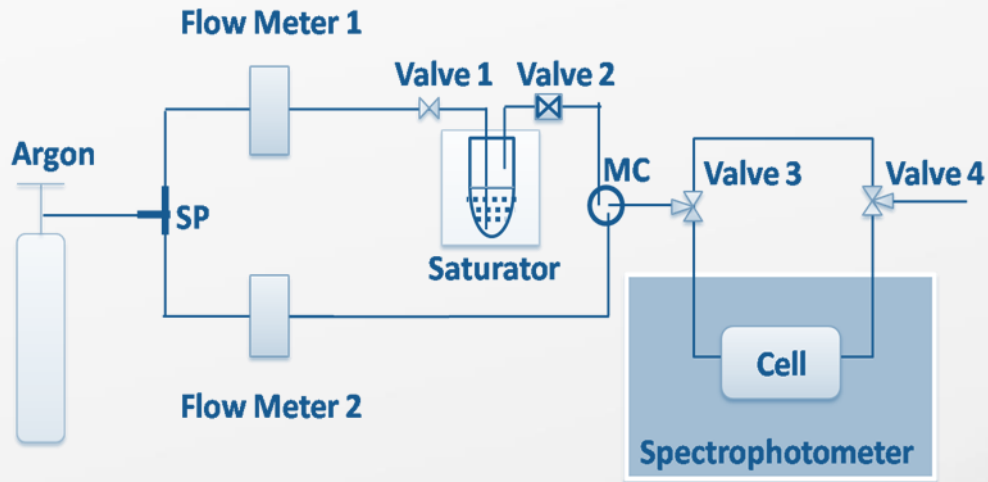 Flow Meter 1
Valve 1
Valve 2
Argon
MC
Valve 3
Valve 4
SP
Saturator
Cell
Flow Meter 2
Spectrophotometer